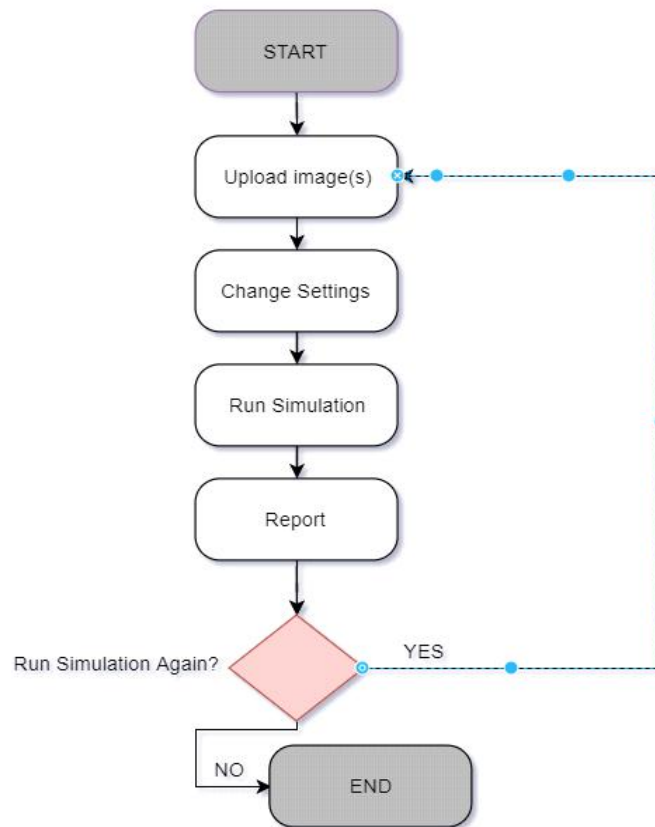 START
Upload image(s)
Change Settings
Run Simulation
Report
Run Simulation Again?
YES
NO
END